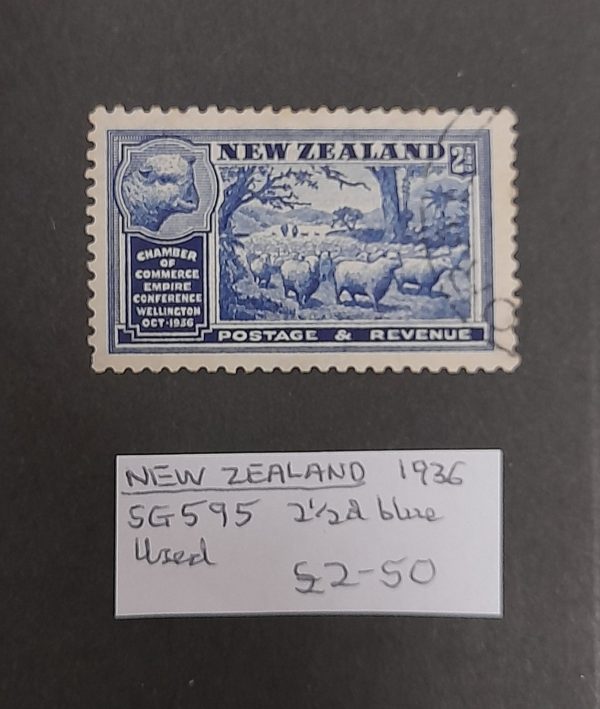 NEW ZEALAND 2½d
CHAMBER
OF
COMMERCE
EMPIRE
CONFERENCE
WELLINGTON
OCT·1936
POSTAGE & REVENUE
NEW ZEALAND 1936
SG595 2½d blue
Used
£2-50